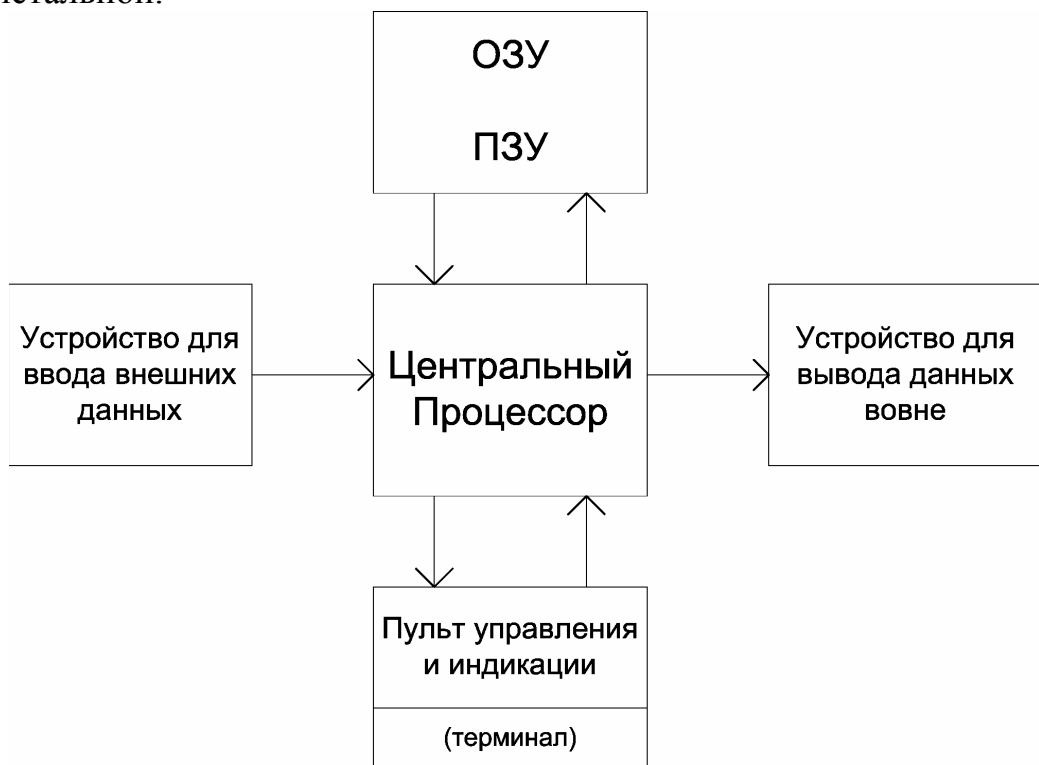 ОЗУ
ПЗУ
Устройство для
ввода внешних
данных
Центральный
Процессор
Устройство для
вывода данных
вовне
Пульт управления
и индикации
(терминал)